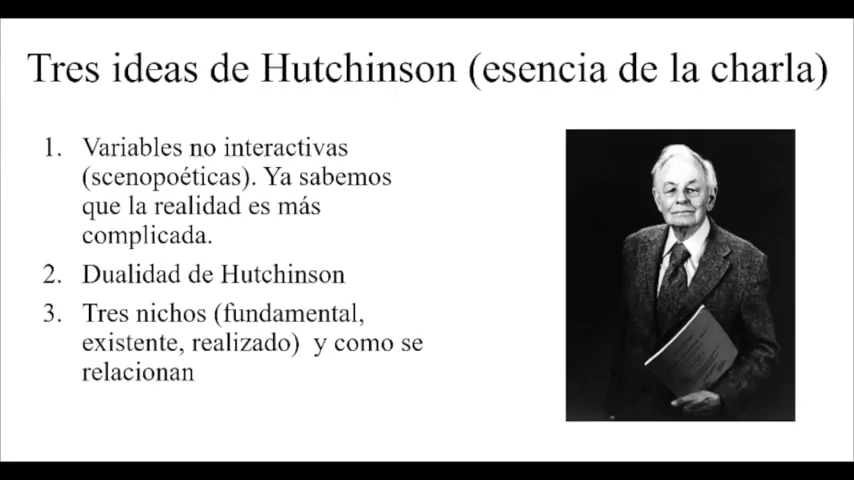 Tres ideas de Hutchinson (esencia de la charla)
1. Variables no interactivas
(scenopoéticas). Ya sabemos
que la realidad es más
complicada.
2. Dualidad de Hutchinson
3. Tres nichos (fundamental,
existente, realizado) y como se
relacionan